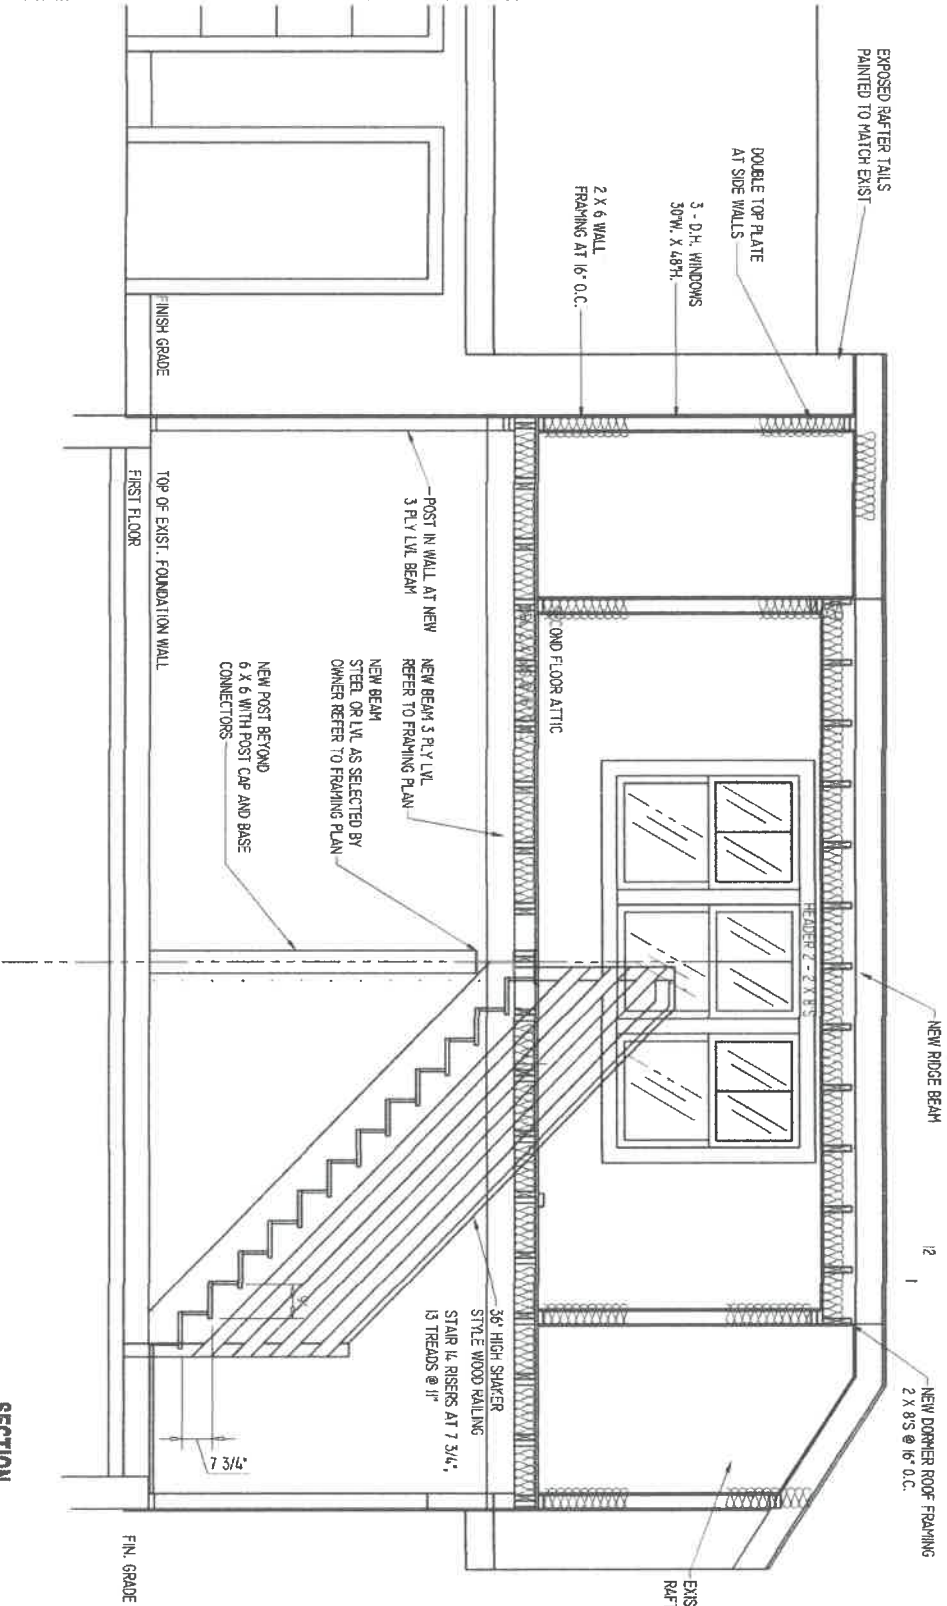 EXPOSED RAFTER TAILS
PAINTED TO MATCH EXIST
DOUBLE TOP PLATE
AT SIDE WALLS
3 - D.H. WINDOWS
30"W. X 48"H.
2 X 6 WALL
FRAMING AT 16" O.C.
FINISH GRADE
NEW RIDGE BEAM
12
1
NEW DORMER ROOF FRAMING
2 X 8'S @ 16" O.C.
HEADER 2 - 2 X 8'S
COND FLOOR ATTIC
POST IN WALL AT NEW
3 PLY LVL BEAM
NEW BEAM 3 PLY LVL
REFER TO FRAMING PLAN
NEW BEAM
STEEL OR LVL AS SELECTED BY
OWNER REFER TO FRAMING PLAN
NEW POST BEYOND
6 X 6 WITH POST CAP AND BASE
CONNECTORS
TOP OF EXIST. FOUNDATION WALL
FIRST FLOOR
36" HIGH SHAKER
STYLE WOOD RAILING
STAIR 14 RISERS AT 7 3/4",
13 TREADS @ 11"
7 3/4"
EXIS
RAF
FIN. GRADE
SECTION